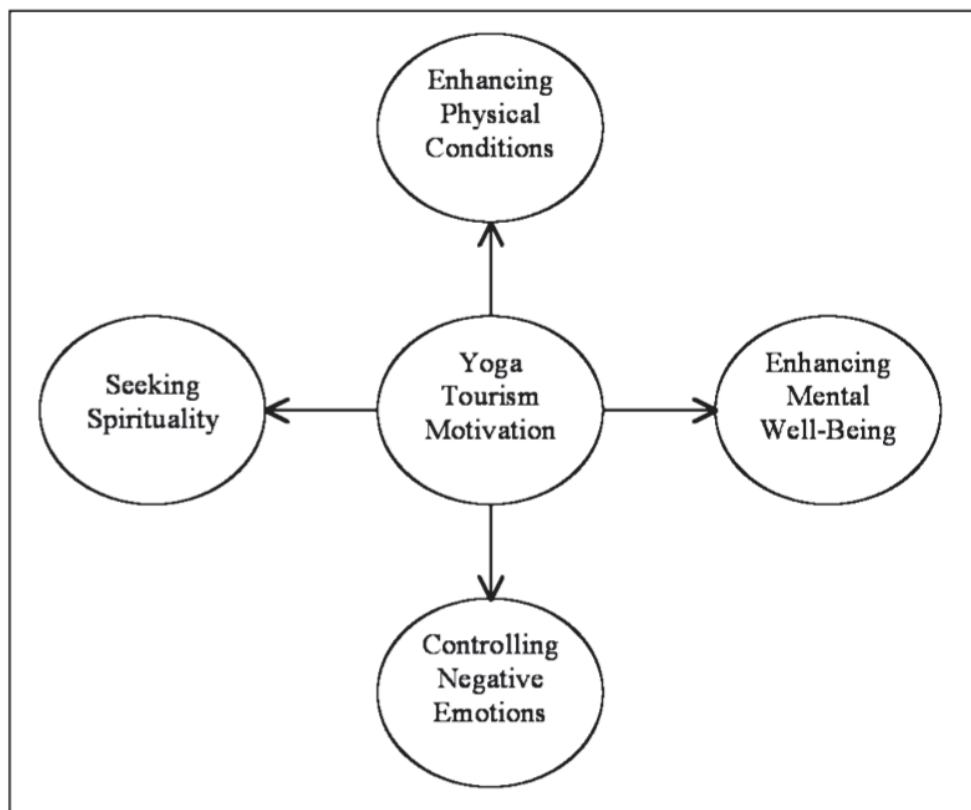 Enhancing
Physical
Conditions
Seeking
Spirituality
Yoga
Tourism
Motivation
Enhancing
Mental
Well-Being
Controlling
Negative
Emotions